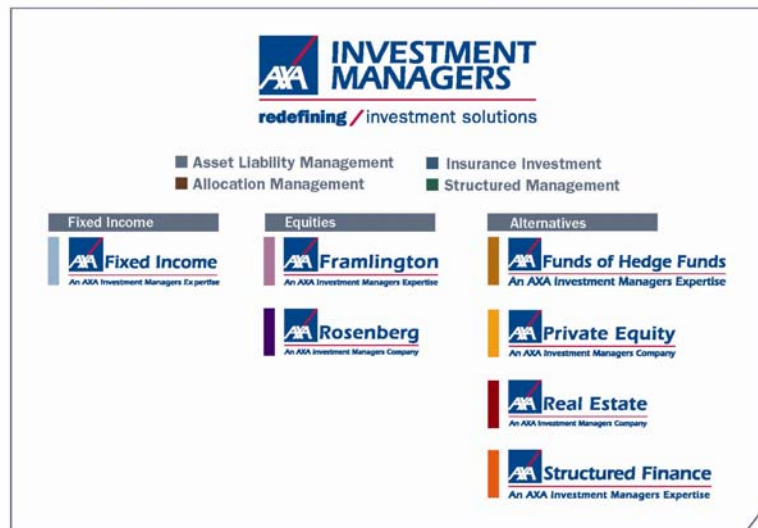 AXA INVESTMENT
MANAGERS
redefining / investment solutions
Asset Liability Management
Insurance Investment
Allocation Management
Structured Management
Fixed Income
AXA Fixed Income
An AXA Investment Managers Expertise
Equities
AXA Framlington
An AXA Investment Managers Expertise
AXA Rosenberg
An AXA Investment Managers Company
Alternatives
AXA Funds of Hedge Funds
An AXA Investment Managers Expertise
AXA Private Equity
An AXA Investment Managers Company
AXA Real Estate
An AXA Investment Managers Company
AXA Structured Finance
An AXA Investment Managers Expertise